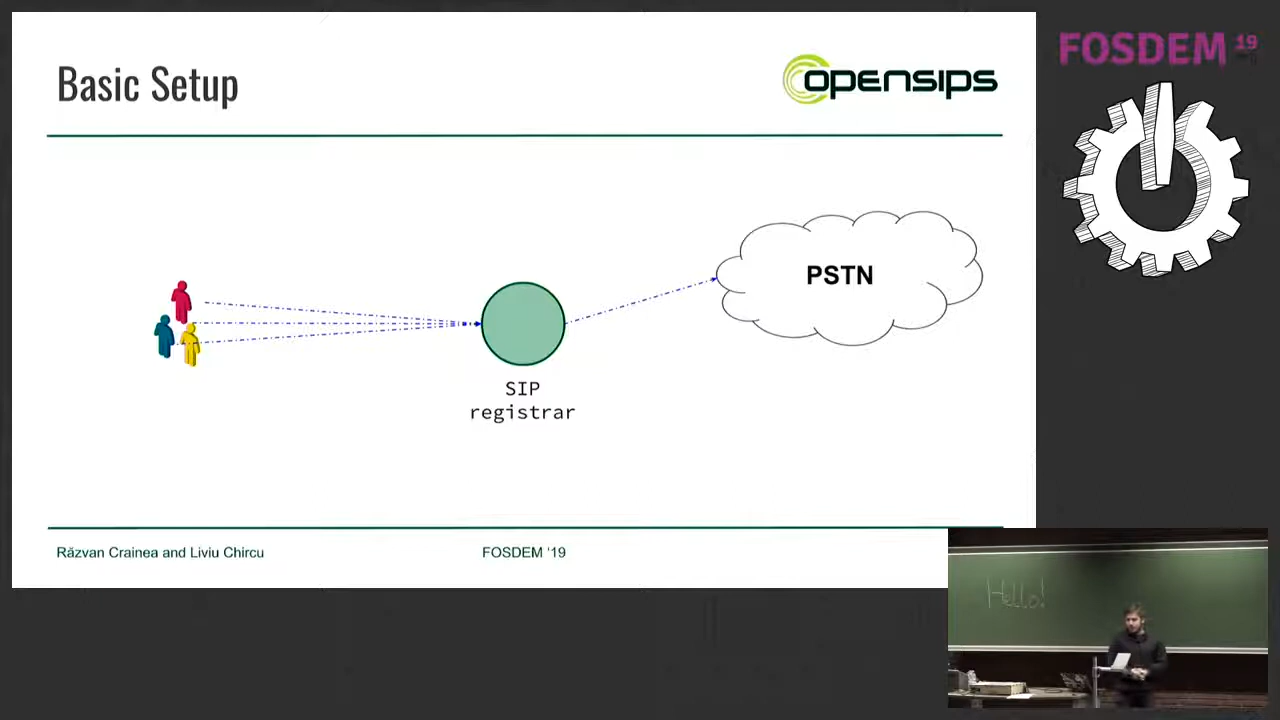 Basic Setup
opensips
PSTN
SIP
registrar
Răzvan Crainea and Liviu Chircu
FOSDEM '19
FOSDEM 19
Hello!